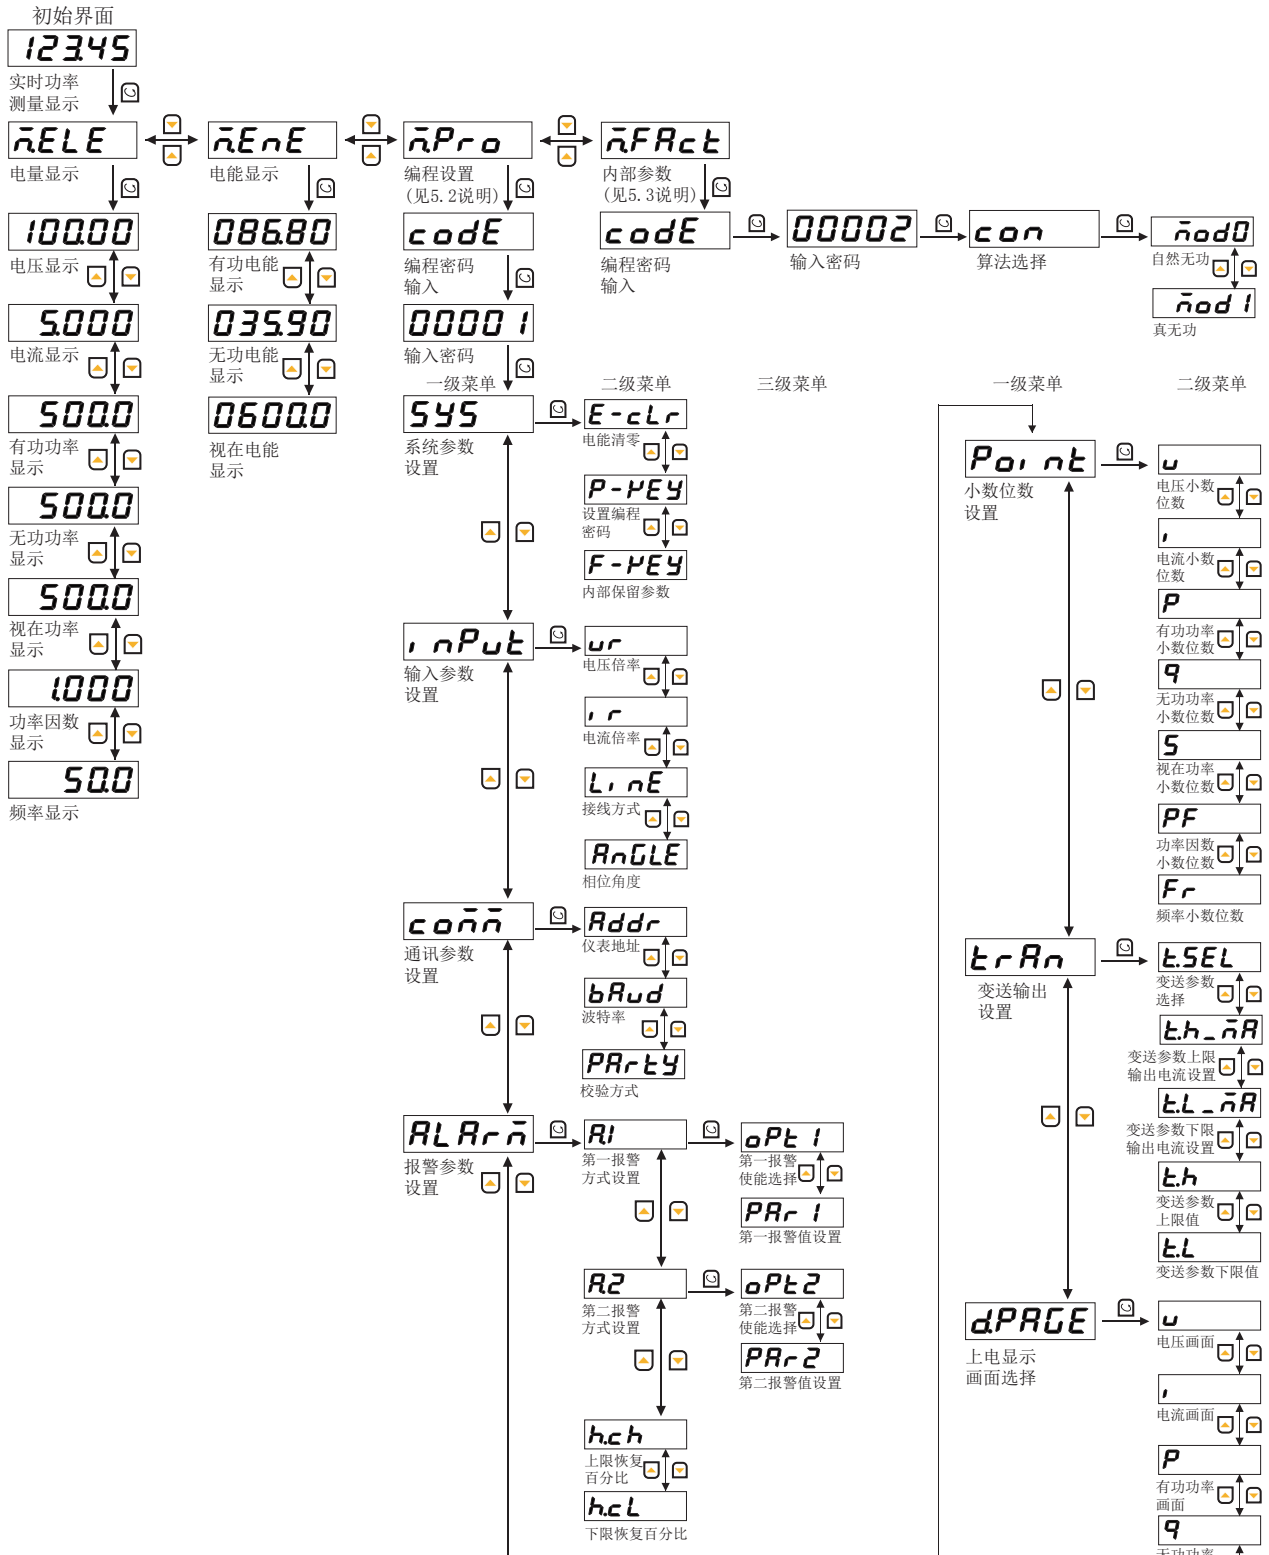 初始界面
123.45
实时功率
测量显示
C
M.ELE
电量显示
C
100.00
电压显示
5.000
电流显示
500.0
有功功率
显示
500.0
无功功率
显示
500.0
视在功率
显示
1.000
功率因数
显示
50.0
频率显示
M.EnE
电能显示
C
086.80
有功电能
显示
035.90
无功电能
显示
0600.0
视在电能
显示
M.Pro
编程设置
(见5.2说明)
C
codE
编程密码
输入
C
00001
输入密码
C
M.FAct
内部参数
(见5.3说明)
C
codE
编程密码
输入
C
00002
输入密码
C
con
算法选择
C
mod0
自然无功
mod1
真无功
一级菜单
二级菜单
三级菜单
SYS
系统参数
设置
C
E-cLr
电能清零
P-KEY
设置编程
密码
F-KEY
内部保留参数
inPut
输入参数
设置
C
ur
电压倍率
ir
电流倍率
LinE
接线方式
AnGLE
相位角度
comm
通讯参数
设置
C
Addr
仪表地址
bAud
波特率
PArtY
校验方式
ALArm
报警参数
设置
C
A.1
第一报警
方式设置
C
oPt1
第一报警
使能选择
PAr1
第一报警值设置
A.2
第二报警
方式设置
C
oPt2
第二报警
使能选择
PAr2
第二报警值设置
h.ch
上限恢复
百分比
h.cL
下限恢复百分比
一级菜单
二级菜单
Point
小数位数
设置
C
u
电压小数
位数
i
电流小数
位数
P
有功功率
小数位数
q
无功功率
小数位数
S
视在功率
小数位数
PF
功率因数
小数位数
Fr
频率小数位数
trAn
变送输出
设置
C
t.SEL
变送参数
选择
t.h_mA
变送参数上限
输出电流设置
t.L_mA
变送参数下限
输出电流设置
t.h
变送参数
上限值
t.L
变送参数下限值
d.PAGE
上电显示
画面选择
C
u
电压画面
i
电流画面
P
有功功率
画面
q
无功功率